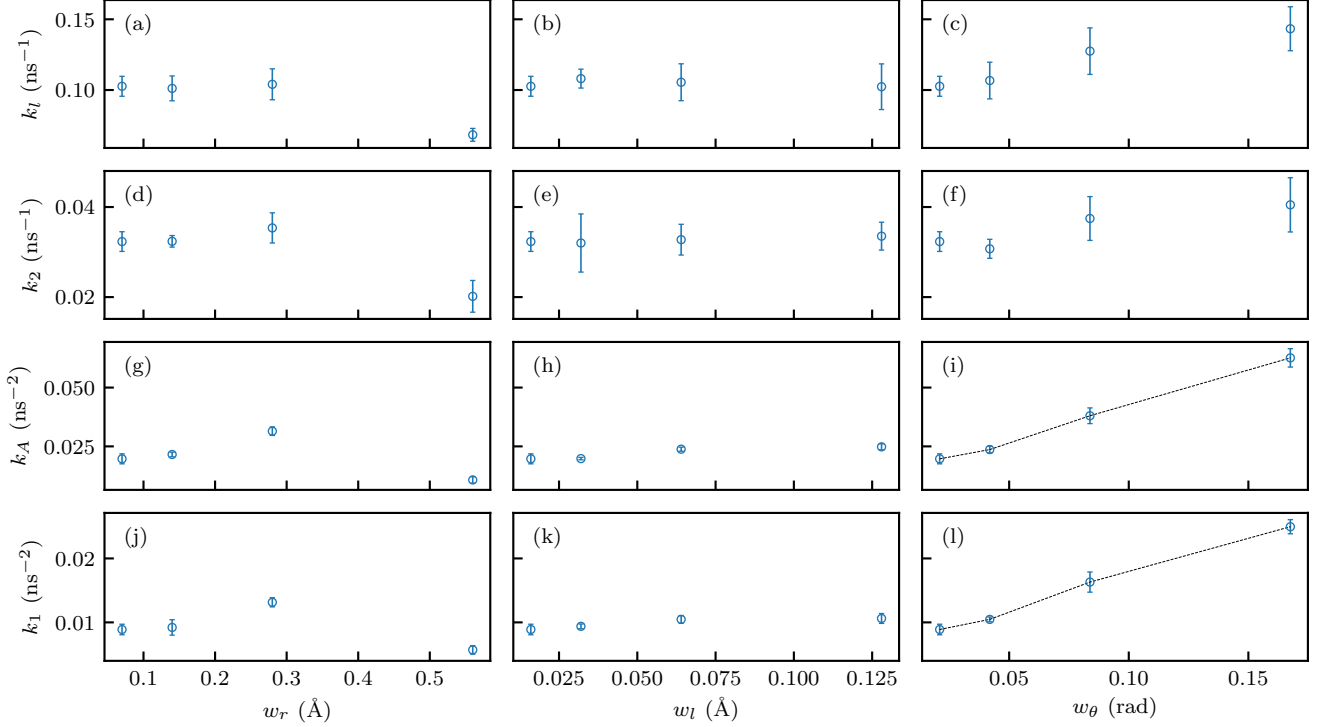 (a) (b) (c)
0.15
0.10
k_l (ns⁻¹)
(d) (e) (f)
0.04
0.02
k_2 (ns⁻¹)
(g) (h) (i)
0.050
0.025
k_A (ns⁻²)
(j) (k) (l)
0.02
0.01
k_1 (ns⁻²)
0.1 0.2 0.3 0.4 0.5 0.025 0.050 0.075 0.100 0.125 0.05 0.10 0.15
w_r (Å) w_l (Å) w_θ (rad)